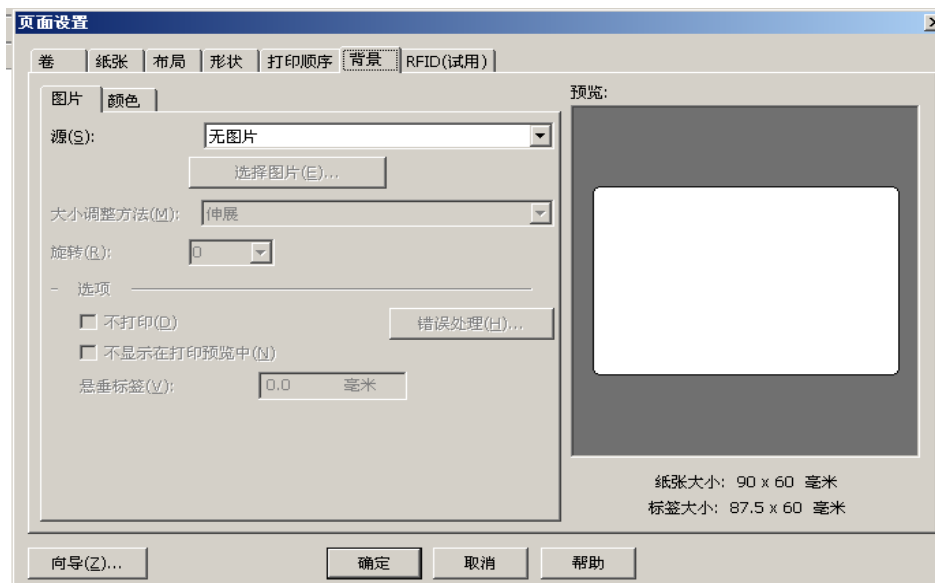 页面设置
卷 纸张 布局 形状 打印顺序 背景 RFID(试用)
图片 颜色
预览:
源(S): 无图片
选择图片(E)...
大小调整方法(M): 伸展
旋转(R): 0
- 选项
不打印(D) 错误处理(H)...
不显示在打印预览中(N)
悬垂标签(V): 0.0 毫米
纸张大小: 90 x 60 毫米
标签大小: 87.5 x 60 毫米
向导(Z)... 确定 取消 帮助